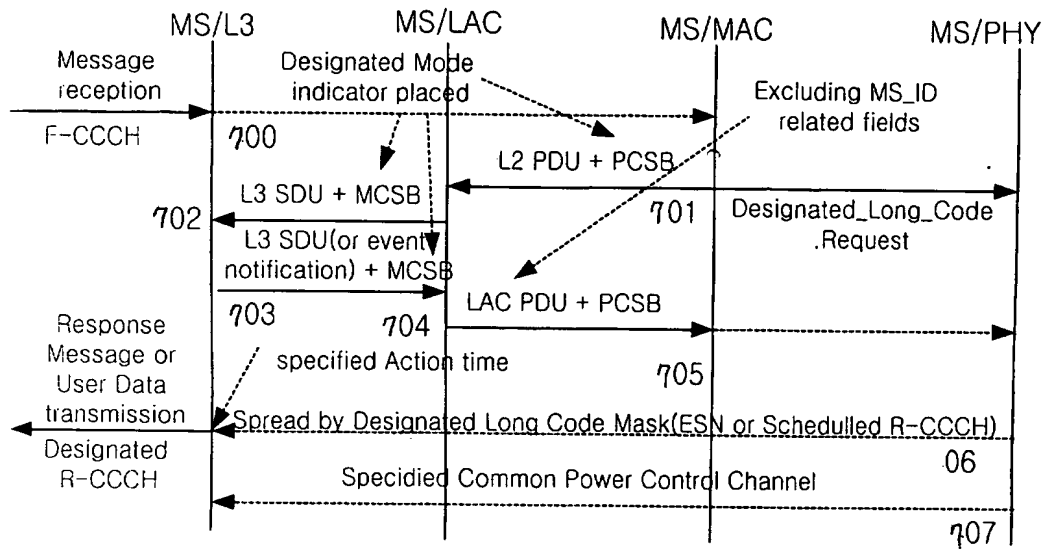 MS/L3
MS/LAC
MS/MAC
MS/PHY
Message
reception
F-CCCH
Designated Mode
indicator placed
Excluding MS_ID
related fields
700
L2 PDU + PCSB
701
Designated_Long_Code
.Request
L3 SDU + MCSB
702
L3 SDU(or event
notification) + MCSB
703
704
LAC PDU + PCSB
705
Response
Message or
User Data
transmission
specified Action time
Designated
R-CCCH
Spread by Designated Long Code Mask(ESN or Schedulled R-CCCH)
06
Specidied Common Power Control Channel
707